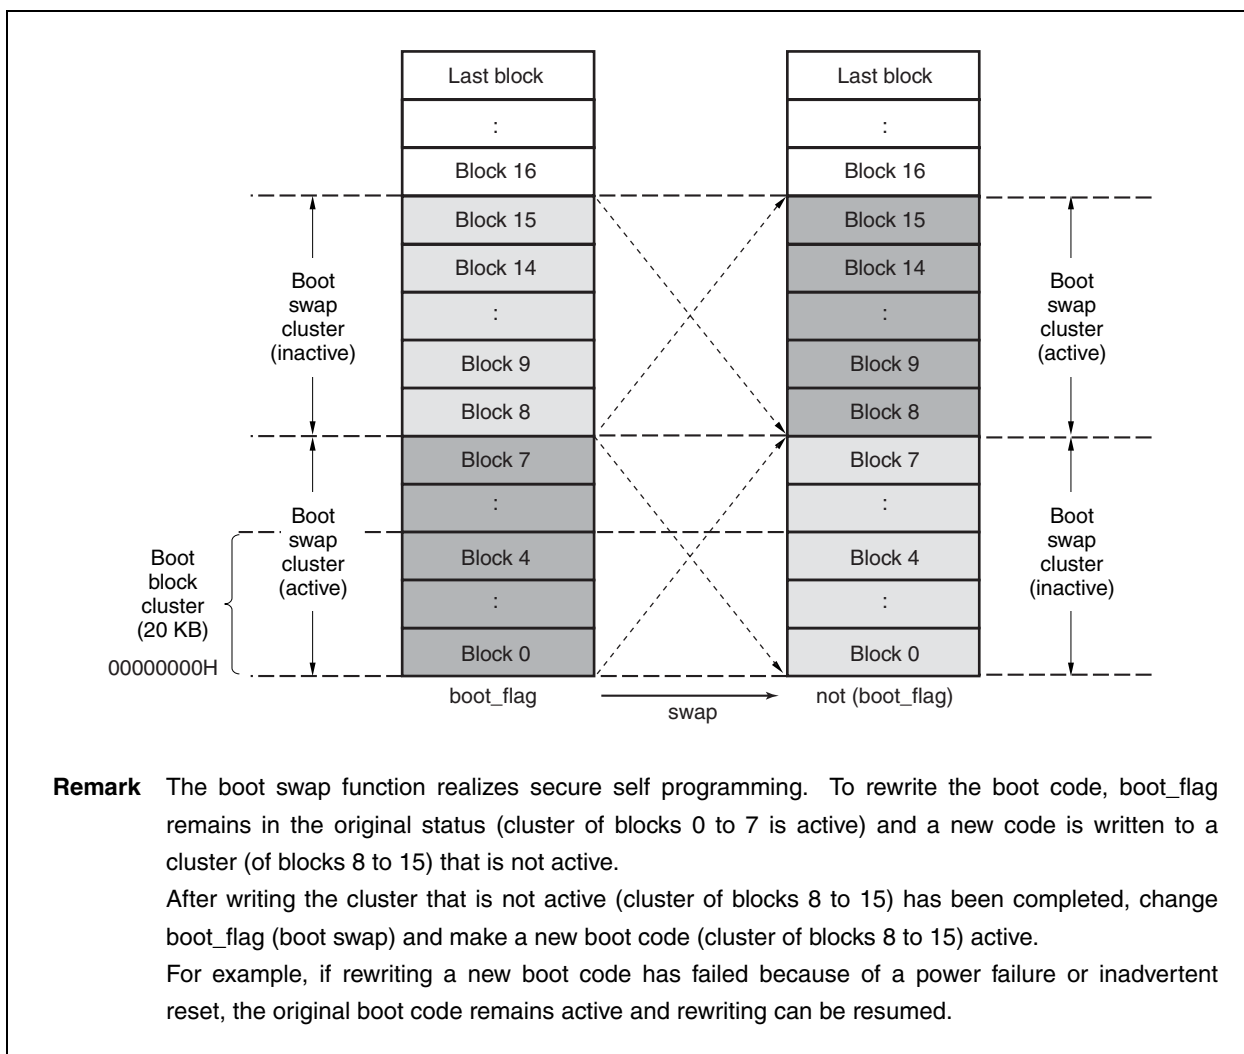 Last block
:
Block 16
Block 15
Block 14
:
Block 9
Block 8
Block 7
:
Block 4
:
Block 0
boot_flag
Boot
swap
cluster
(inactive)
Boot
swap
cluster
(active)
Boot
block
cluster
(20 KB)
00000000H
swap
Last block
:
Block 16
Block 15
Block 14
:
Block 9
Block 8
Block 7
:
Block 4
:
Block 0
not (boot_flag)
Boot
swap
cluster
(active)
Boot
swap
cluster
(inactive)
Remark The boot swap function realizes secure self programming. To rewrite the boot code, boot_flag
remains in the original status (cluster of blocks 0 to 7 is active) and a new code is written to a
cluster (of blocks 8 to 15) that is not active.
After writing the cluster that is not active (cluster of blocks 8 to 15) has been completed, change
boot_flag (boot swap) and make a new boot code (cluster of blocks 8 to 15) active.
For example, if rewriting a new boot code has failed because of a power failure or inadvertent
reset, the original boot code remains active and rewriting can be resumed.